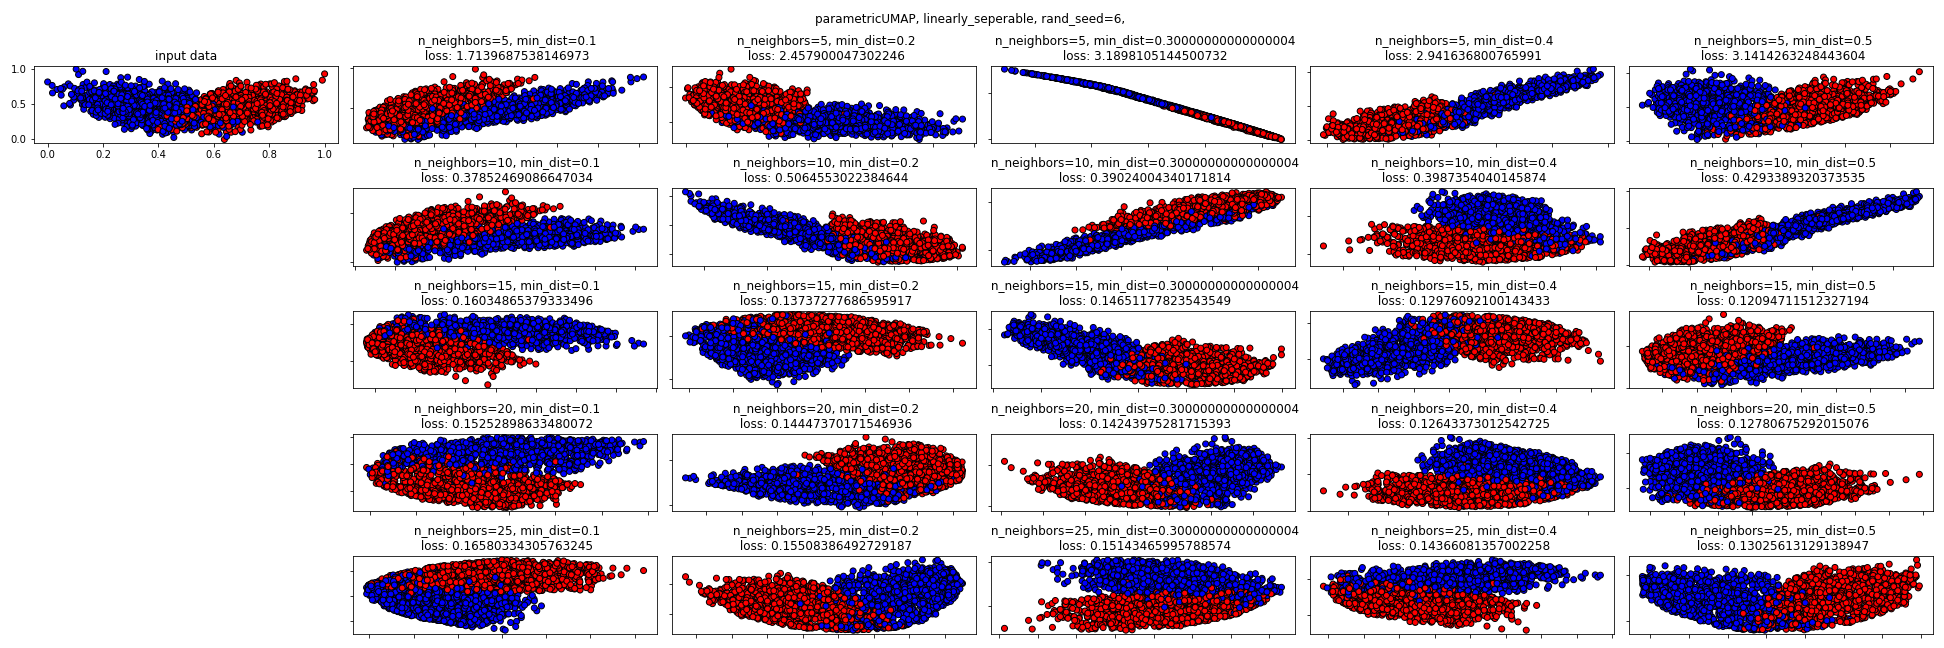 parametricUMAP, linearly_seperable, rand_seed=6,
input data
1.0
0.5
0.0
0.0 0.2 0.4 0.6 0.8 1.0
n_neighbors=5, min_dist=0.1
loss: 1.7139687538146973
n_neighbors=5, min_dist=0.2
loss: 2.457900047302246
n_neighbors=5, min_dist=0.30000000000000004
loss: 3.1898105144500732
n_neighbors=5, min_dist=0.4
loss: 2.941636800765991
n_neighbors=5, min_dist=0.5
loss: 3.1414263248443604
n_neighbors=10, min_dist=0.1
loss: 0.37852469086647034
n_neighbors=10, min_dist=0.2
loss: 0.5064553022384644
n_neighbors=10, min_dist=0.30000000000000004
loss: 0.39024004340171814
n_neighbors=10, min_dist=0.4
loss: 0.3987354040145874
n_neighbors=10, min_dist=0.5
loss: 0.4293389320373535
n_neighbors=15, min_dist=0.1
loss: 0.16034865379333496
n_neighbors=15, min_dist=0.2
loss: 0.13737277686595917
n_neighbors=15, min_dist=0.30000000000000004
loss: 0.14651177823543549
n_neighbors=15, min_dist=0.4
loss: 0.12976092100143433
n_neighbors=15, min_dist=0.5
loss: 0.12094711512327194
n_neighbors=20, min_dist=0.1
loss: 0.15252898633480072
n_neighbors=20, min_dist=0.2
loss: 0.14447370171546936
n_neighbors=20, min_dist=0.30000000000000004
loss: 0.14243975281715393
n_neighbors=20, min_dist=0.4
loss: 0.12643373012542725
n_neighbors=20, min_dist=0.5
loss: 0.12780675292015076
n_neighbors=25, min_dist=0.1
loss: 0.16580334305763245
n_neighbors=25, min_dist=0.2
loss: 0.15508386492729187
n_neighbors=25, min_dist=0.30000000000000004
loss: 0.15143465995788574
n_neighbors=25, min_dist=0.4
loss: 0.14366081357002258
n_neighbors=25, min_dist=0.5
loss: 0.13025613129138947